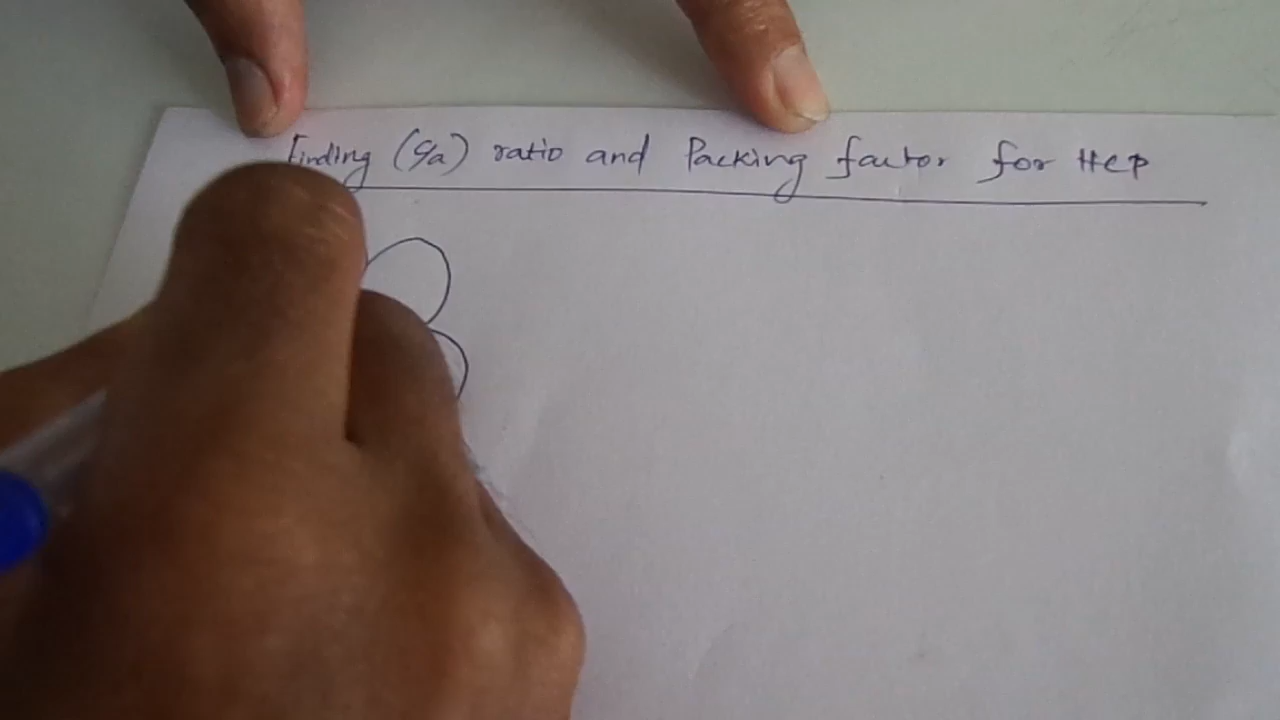 Finding (c/a) ratio and Packing factor for HCP